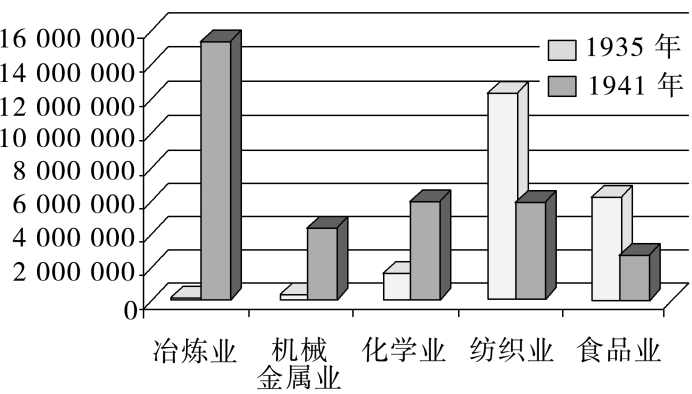 16 000 000
14 000 000
12 000 000
10 000 000
8 000 000
6 000 000
4 000 000
2 000 000
0
1935 年
1941 年
冶炼业
机械
金属业
化学业
纺织业
食品业